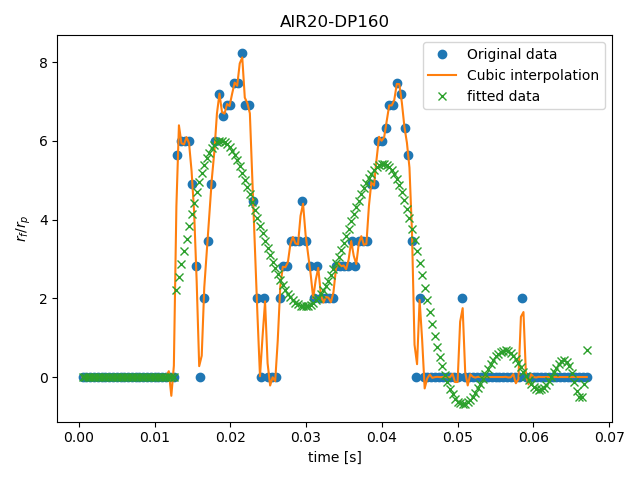 AIR20-DP160
Original data
Cubic interpolation
fitted data
8
6
4
2
0
r_f/r_p
0.00 0.01 0.02 0.03 0.04 0.05 0.06 0.07
time [s]